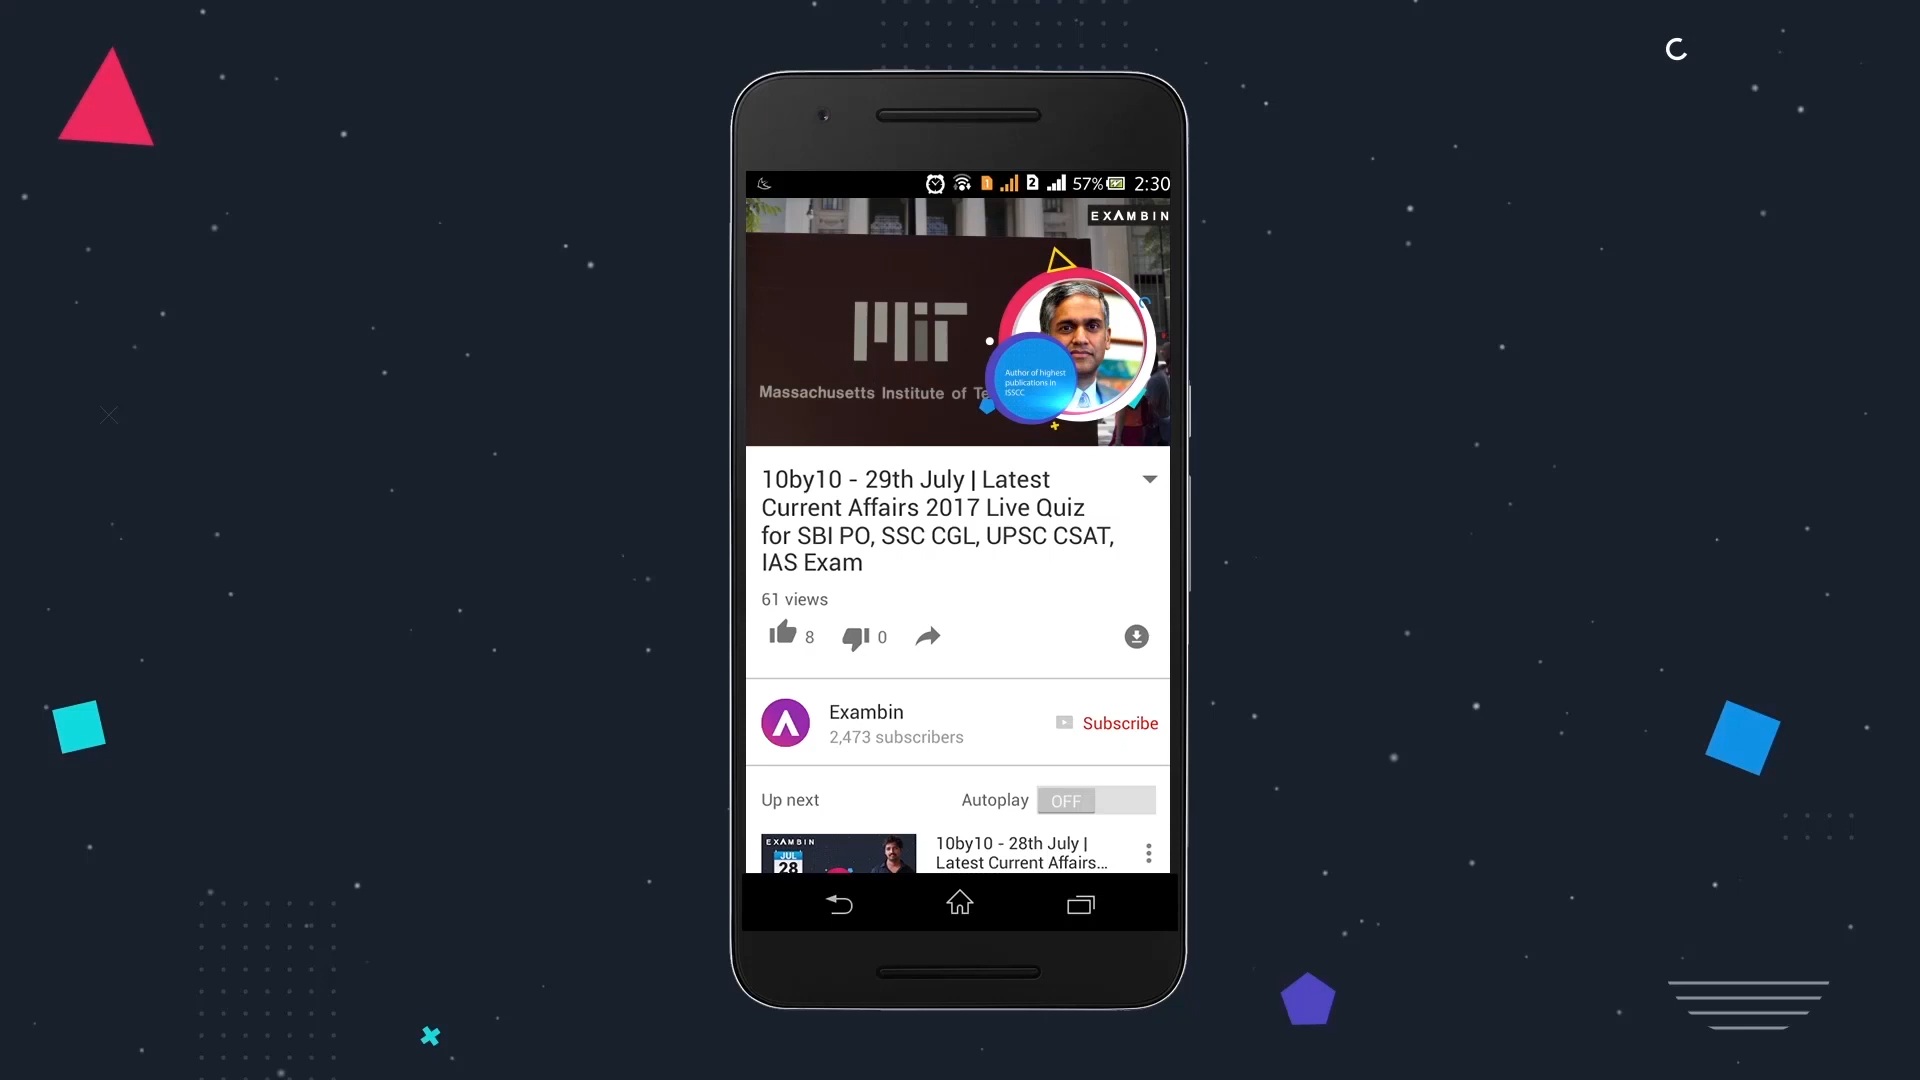 1
2
57%
2:30
EXAMBIN
MIT
Massachusetts Institute of Te
Author of highest
publications in
ISSCC
10by10 - 29th July | Latest
Current Affairs 2017 Live Quiz
for SBI PO, SSC CGL, UPSC CSAT,
IAS Exam
61 views
8
0
Exambin
2,473 subscribers
Subscribe
Up next
Autoplay
OFF
EXAMBIN
JUL
28
10by10 - 28th July |
Latest Current Affairs...